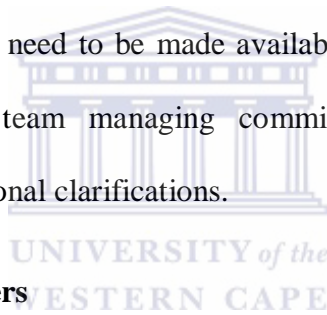 need to be made availab
team managing commi
onal clarifications.
UNIVERSITY of the
ers
WESTERN CAPE